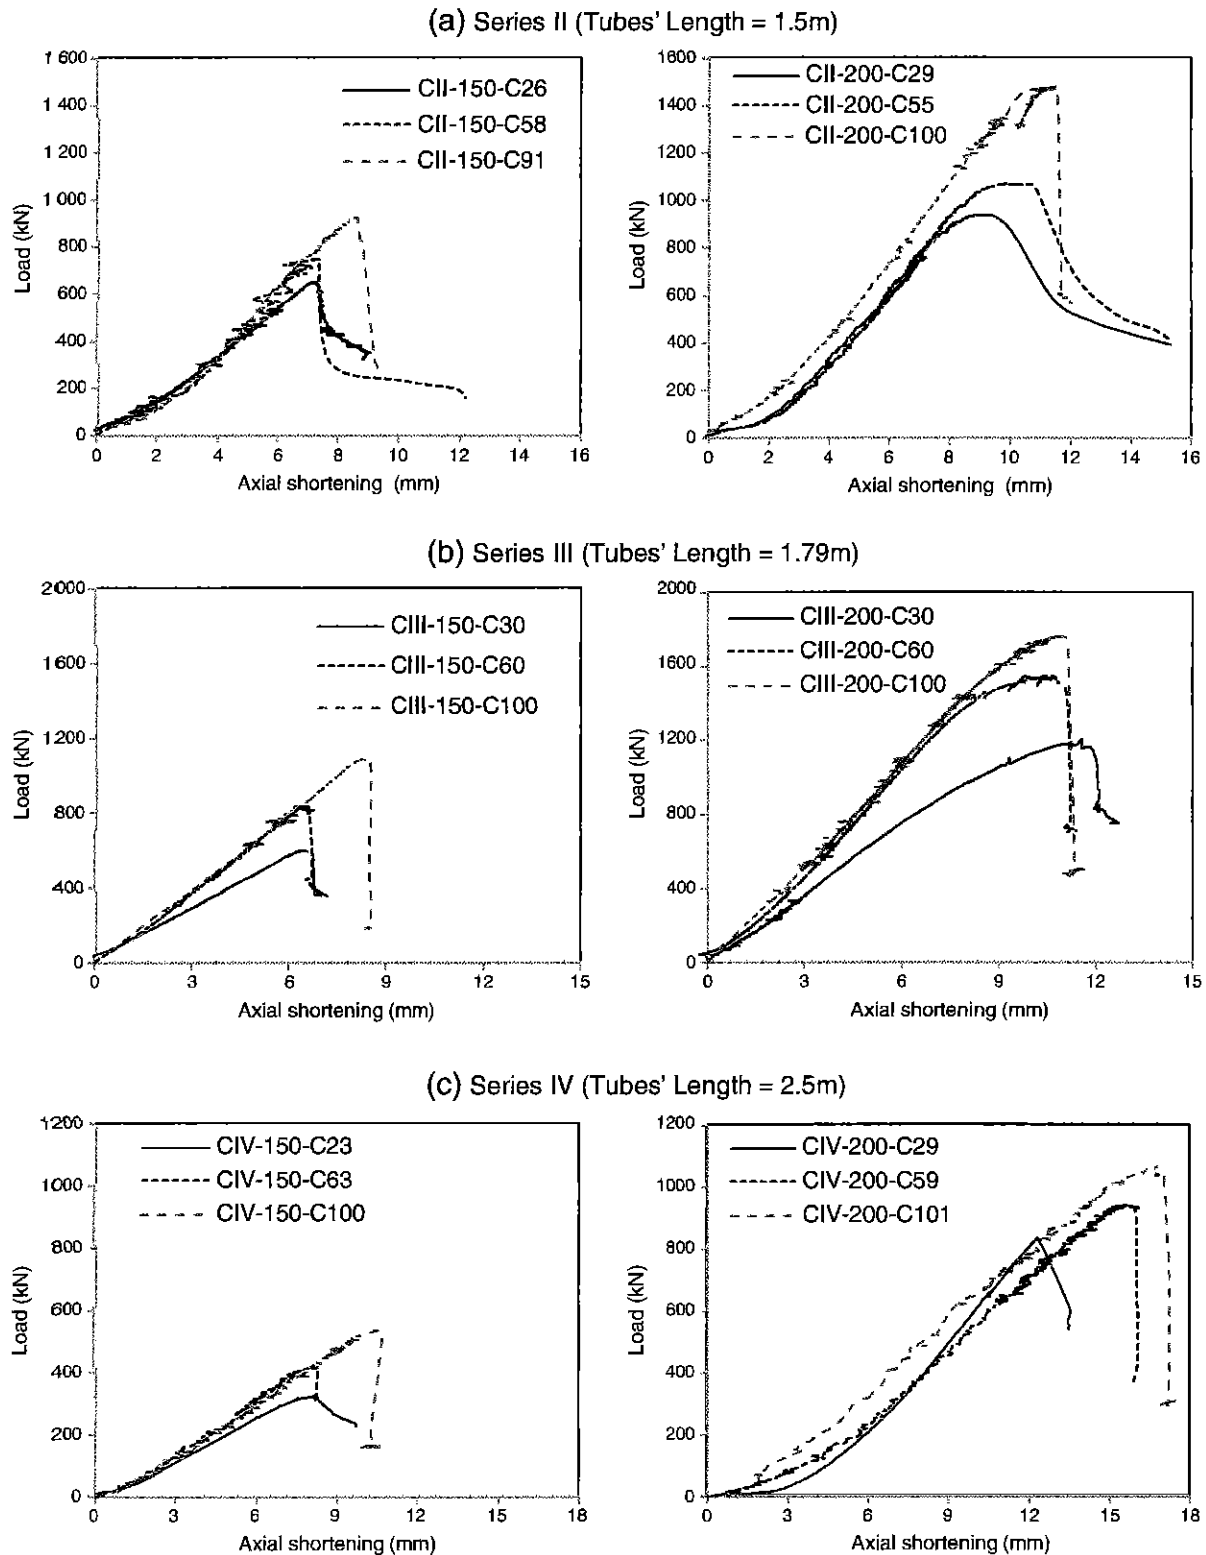 (a) Series II (Tubes' Length = 1.5m)
1 600
1 400
1 200
1 000
800
600
400
200
0
Load (kN)
CII-150-C26
CII-150-C58
CII-150-C91
0 2 4 6 8 10 12 14 16
Axial shortening (mm)
1600
1400
1200
1000
800
600
400
200
0
Load (kN)
CII-200-C29
CII-200-C55
CII-200-C100
0 2 4 6 8 10 12 14 16
Axial shortening (mm)
(b) Series III (Tubes' Length = 1.79m)
2000
1600
1200
800
400
0
Load (kN)
CIII-150-C30
CIII-150-C60
CIII-150-C100
0 3 6 9 12 15
Axial shortening (mm)
2000
1600
1200
800
400
0
Load (kN)
CIII-200-C30
CIII-200-C60
CIII-200-C100
0 3 6 9 12 15
Axial shortening (mm)
(c) Series IV (Tubes' Length = 2.5m)
1200
1000
800
600
400
200
0
Load (kN)
CIV-150-C23
CIV-150-C63
CIV-150-C100
0 3 6 9 12 15 18
Axial shortening (mm)
1200
1000
800
600
400
200
0
Load (kN)
CIV-200-C29
CIV-200-C59
CIV-200-C101
0 3 6 9 12 15 18
Axial shortening (mm)